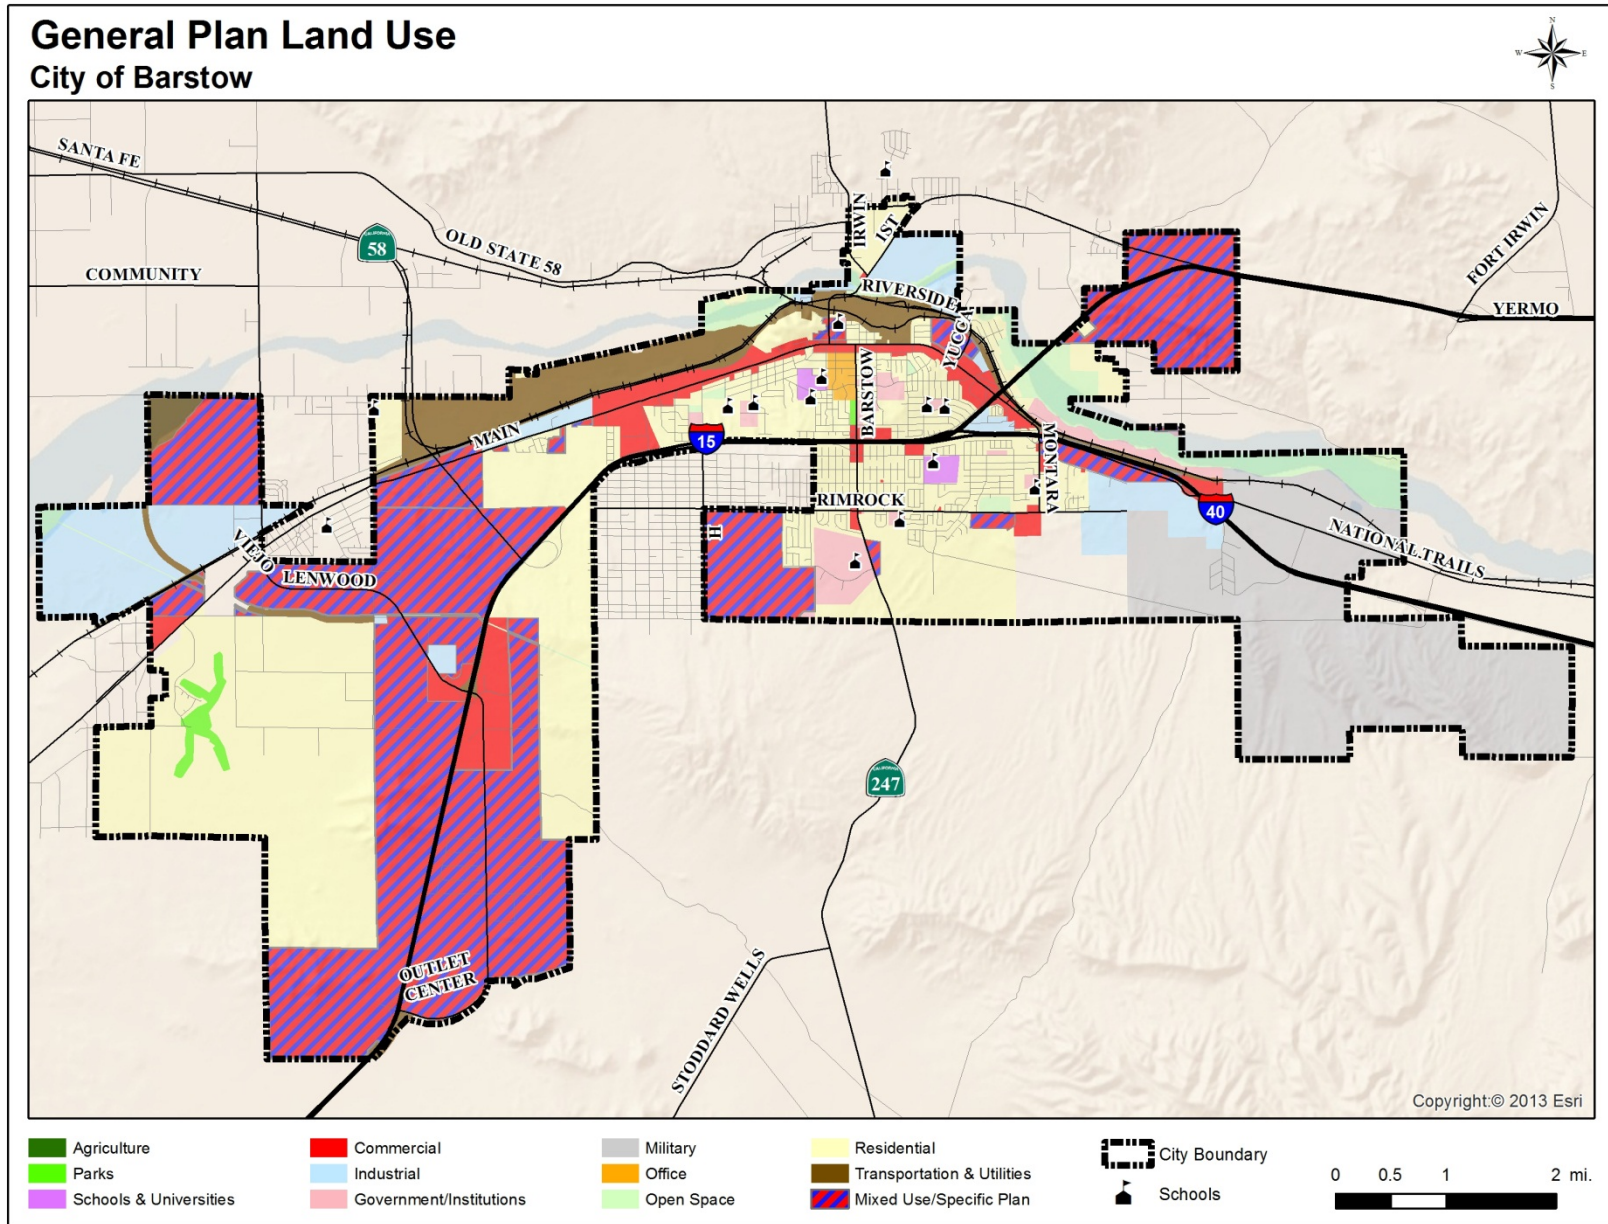 General Plan Land Use
City of Barstow
N
W
E
S
SANTA FE
CALIFORNIA
58
OLD STATE 58
COMMUNITY
IRWIN
1ST
RIVERSIDE
YUCCA
FORT IRWIN
YERMO
MAIN
15
BARSTOW
MONTARA
RIMROCK
H
40
NATIONAL TRAILS
VIEJO
LENWOOD
CALIFORNIA
247
OUTLET
CENTER
STODDARD WELLS
Copyright:© 2013 Esri
Agriculture
Parks
Schools & Universities
Commercial
Industrial
Government/Institutions
Military
Office
Open Space
Residential
Transportation & Utilities
Mixed Use/Specific Plan
City Boundary
Schools
0 0.5 1 2 mi.